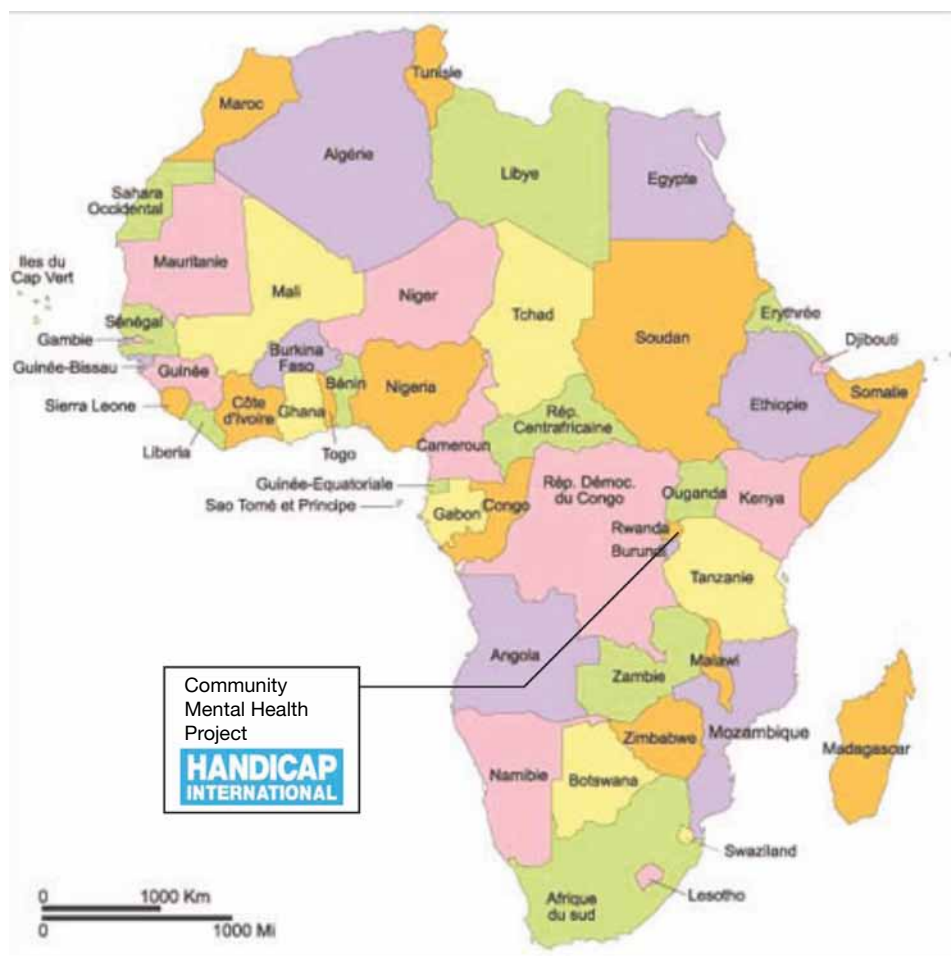 Tunisie
Maroc
Algérie
Libye
Egypte
Sahara
Occidental
Mauritanie
Iles du
Cap Vert
Mali
Niger
Tchad
Soudan
Erythrée
Djibouti
Sénégal
Gambie
Guinée-Bissau
Guinée
Burkina
Faso
Bénin
Nigeria
Ethiopie
Somalie
Sierra Leone
Côte
d'Ivoire
Ghana
Rép.
Centrafricaine
Liberia
Togo
Cameroun
Guinée-Equatoriale
Sao Tomé et Principe
Gabon
Congo
Rép. Démoc.
du Congo
Ouganda
Kenya
Rwanda
Burundi
Tanzanie
Angola
Zambie
Malawi
Mozambique
Zimbabwe
Madagascar
Namibie
Botswana
Swaziland
Lesotho
Afrique
du sud
Community
Mental Health
Project
HANDICAP
INTERNATIONAL
0 1000 Km
0 1000 Mi